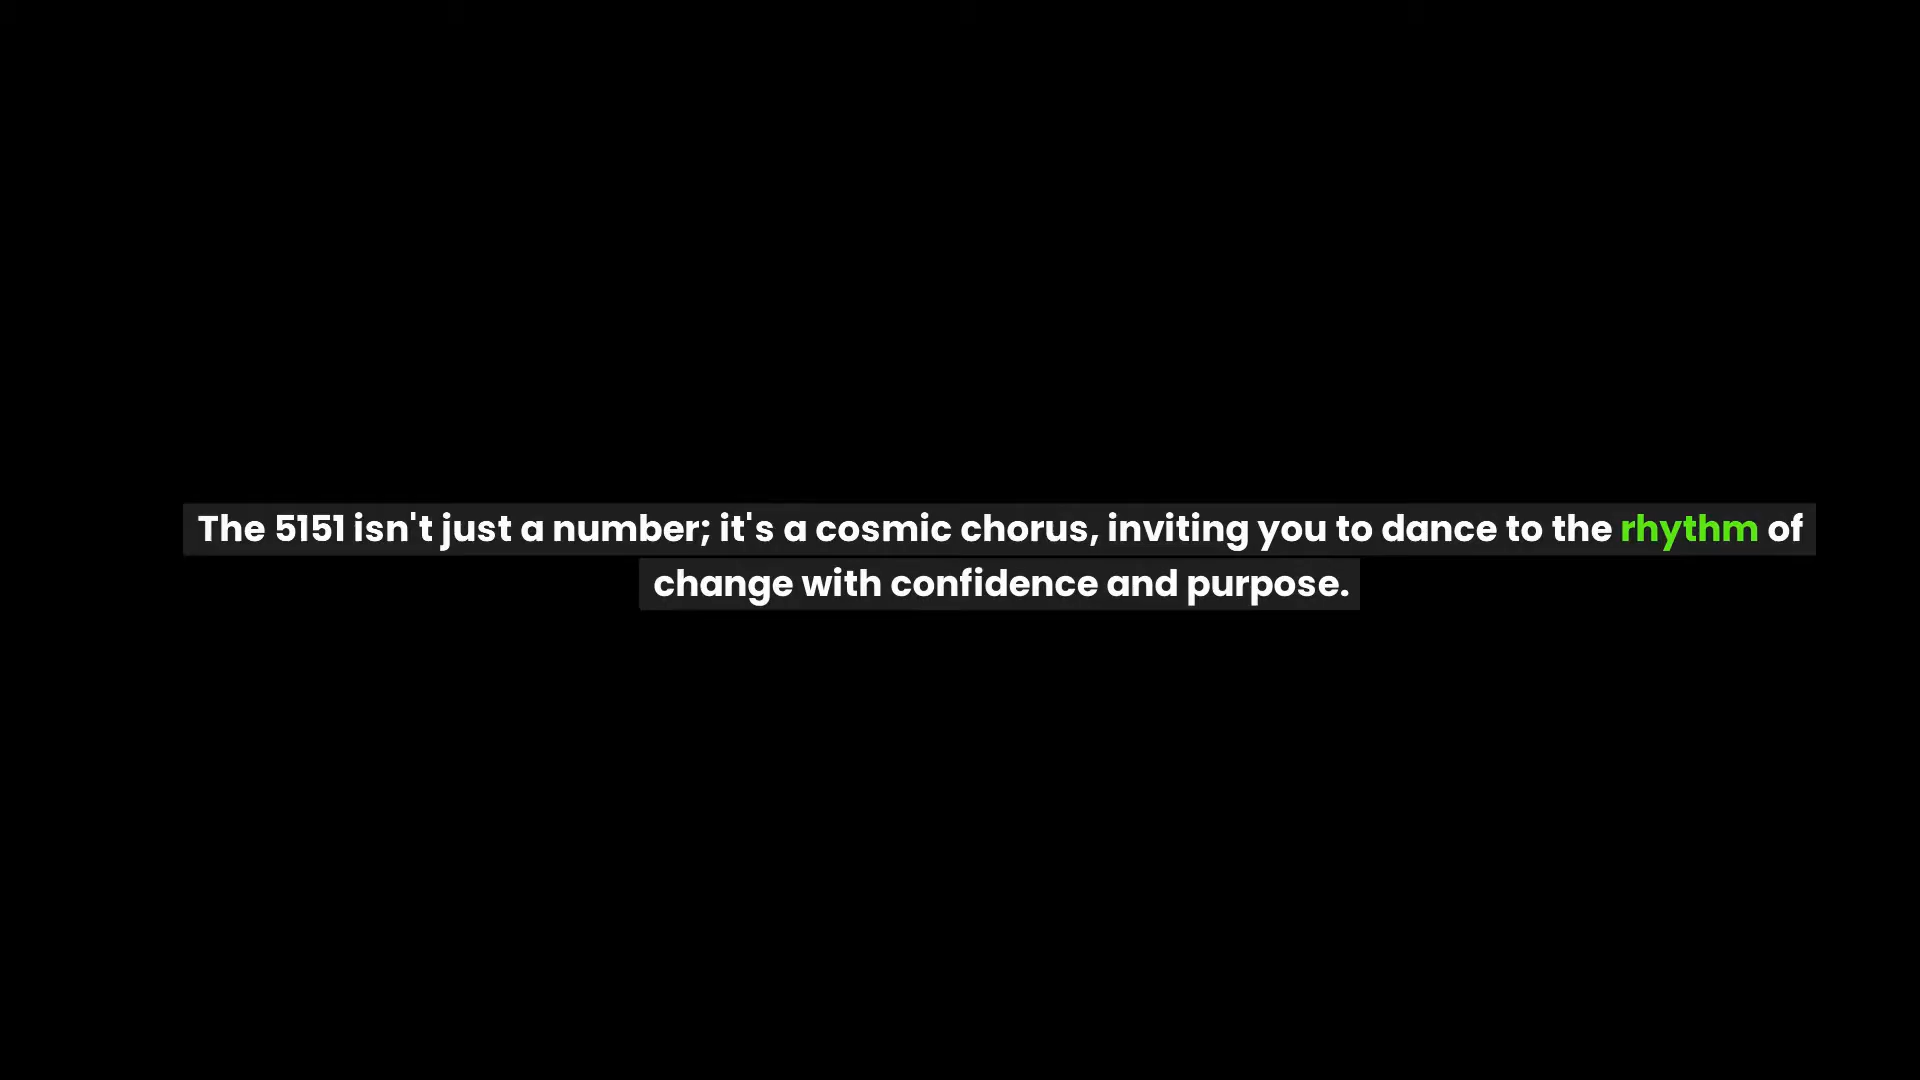 The 5151 isn't just a number; it's a cosmic chorus, inviting you to dance to the rhythm of
change with confidence and purpose.